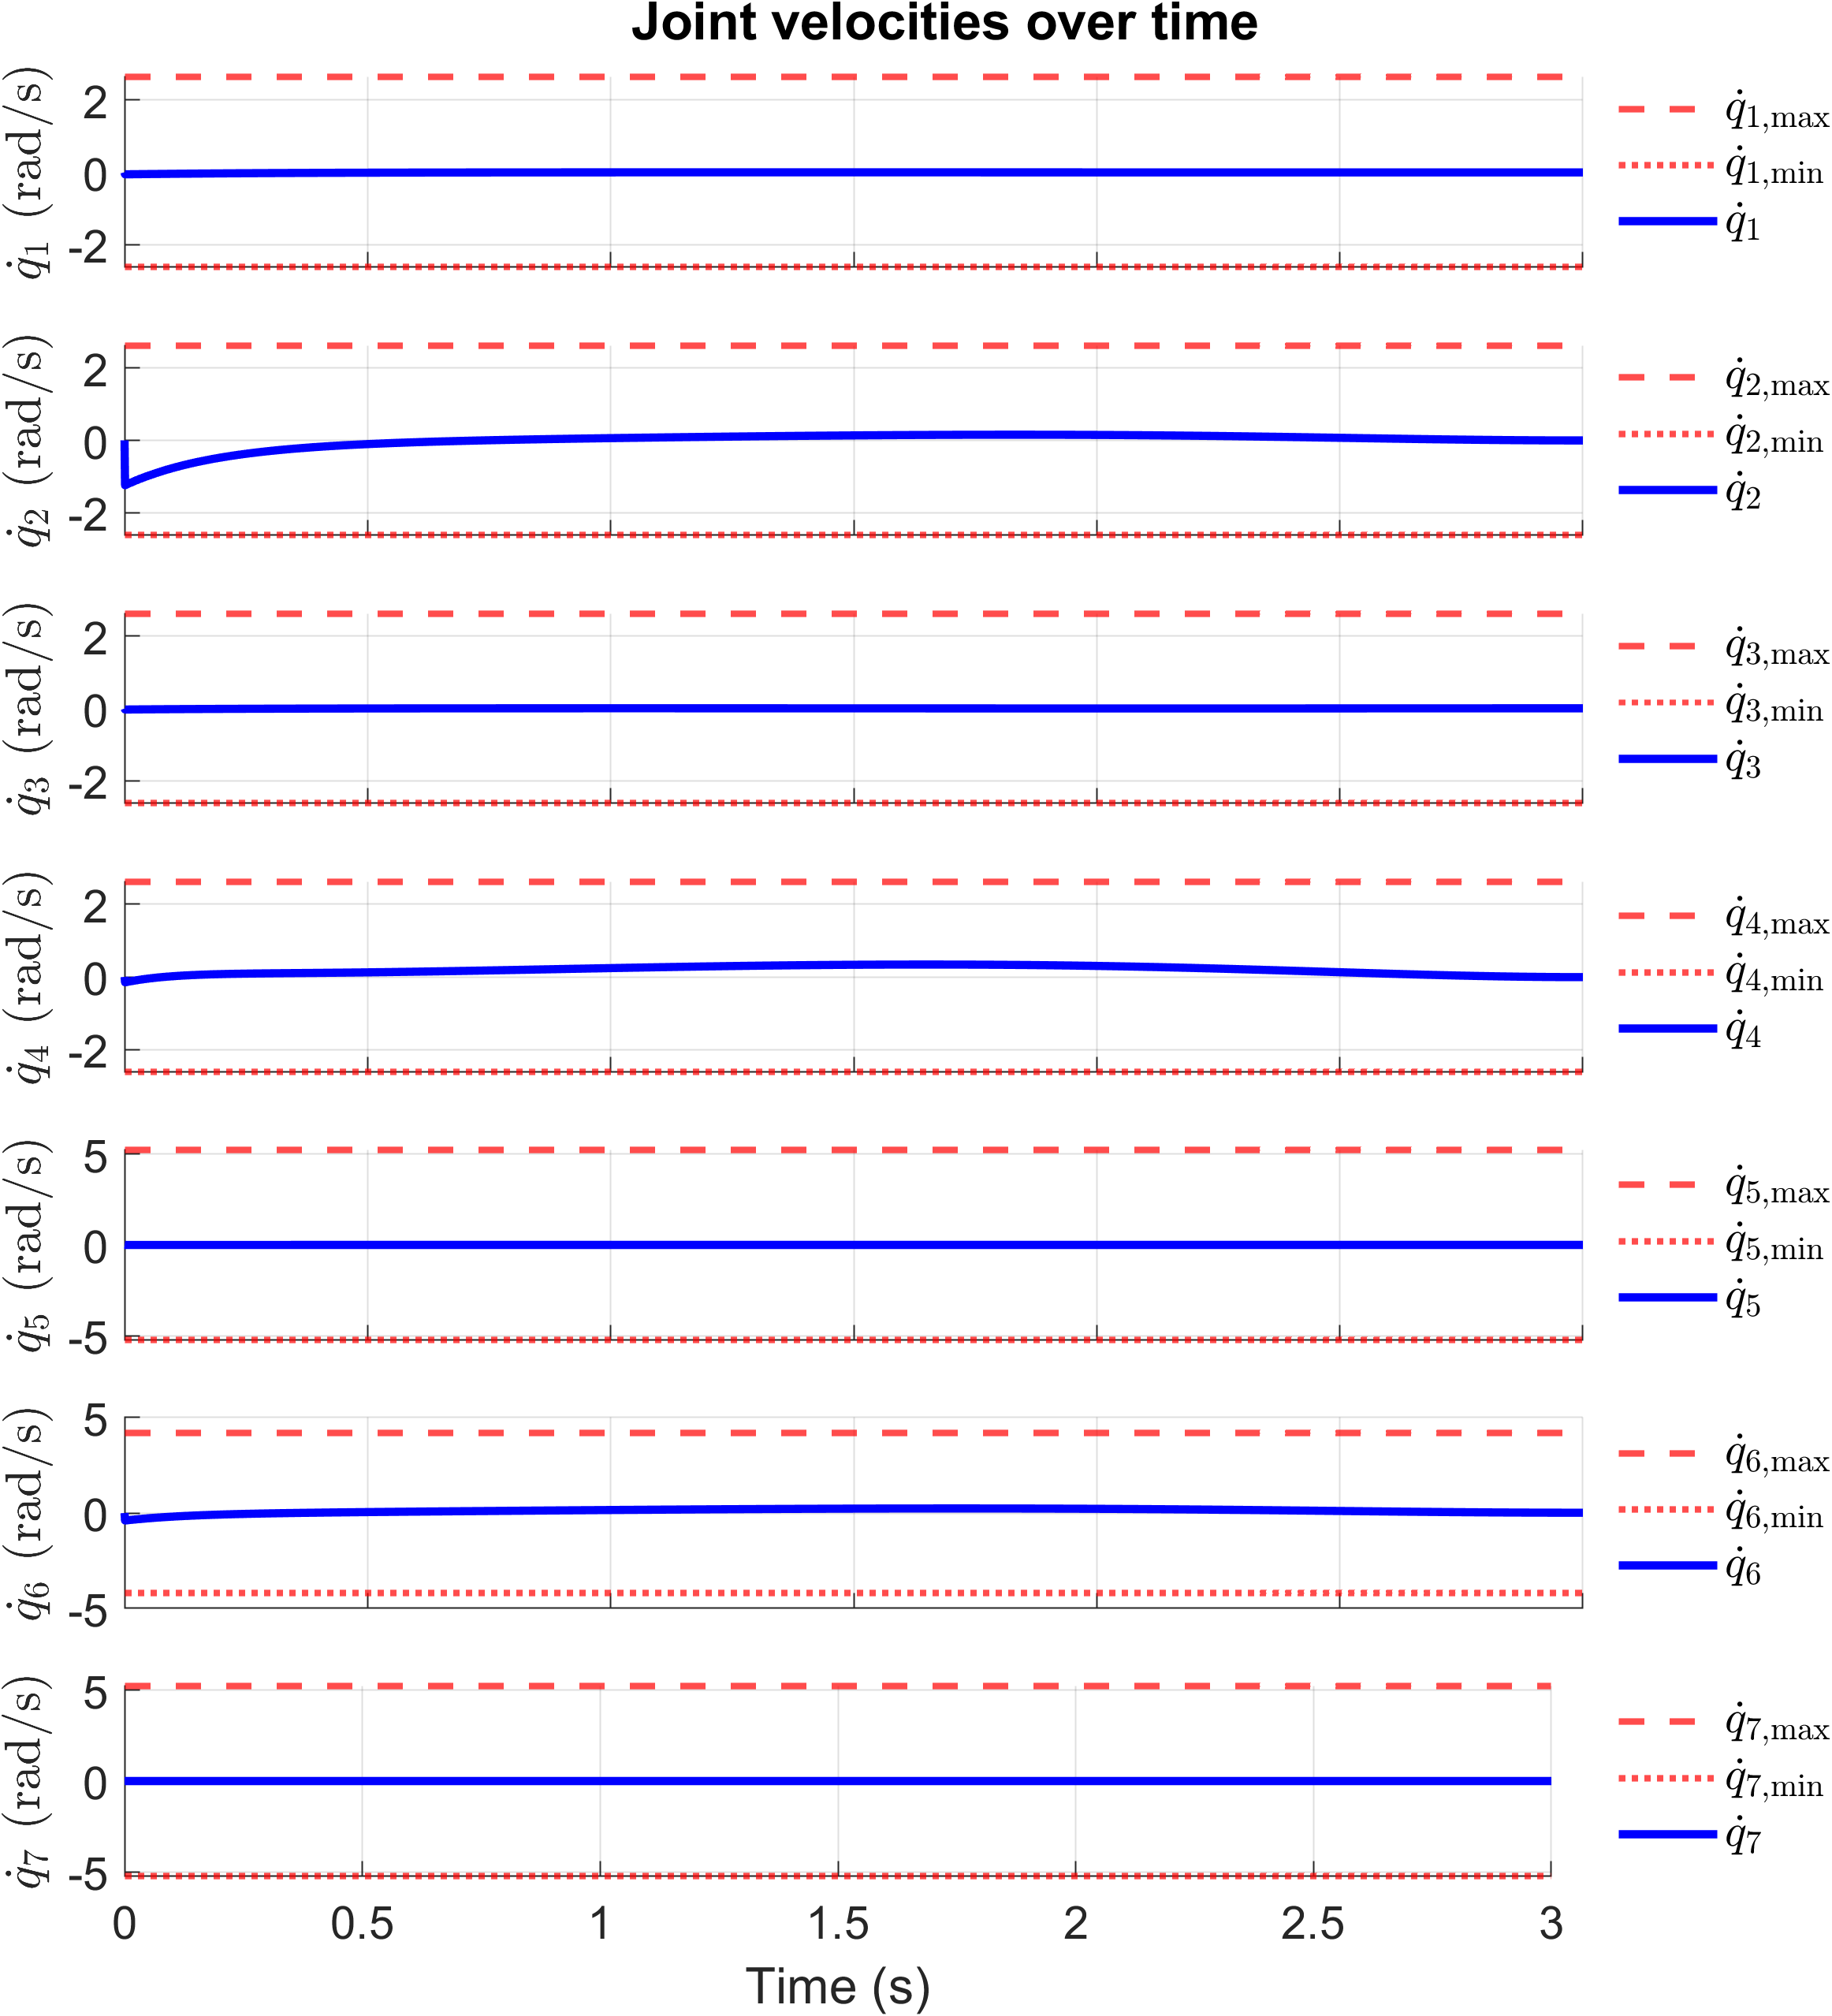 Joint velocities over time
q̇1 (rad/s)
2
0
-2
q̇1,max
q̇1,min
q̇1
q̇2 (rad/s)
2
0
-2
q̇2,max
q̇2,min
q̇2
q̇3 (rad/s)
2
0
-2
q̇3,max
q̇3,min
q̇3
q̇4 (rad/s)
2
0
-2
q̇4,max
q̇4,min
q̇4
q̇5 (rad/s)
5
0
-5
q̇5,max
q̇5,min
q̇5
q̇6 (rad/s)
5
0
-5
q̇6,max
q̇6,min
q̇6
q̇7 (rad/s)
5
0
-5
q̇7,max
q̇7,min
q̇7
0 0.5 1 1.5 2 2.5 3
Time (s)